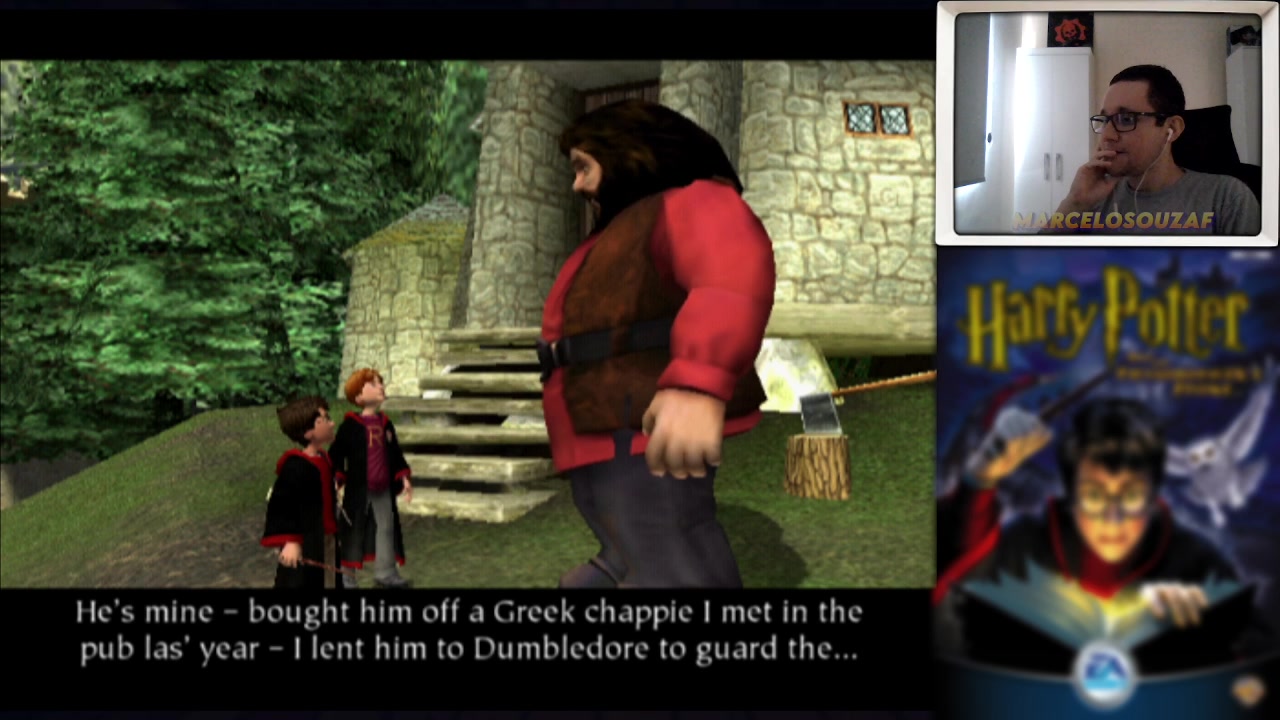 MARCELOSOUZAF
Harry Potter
He's mine – bought him off a Greek chappie I met in the
pub las' year – I lent him to Dumbledore to guard the...
EA